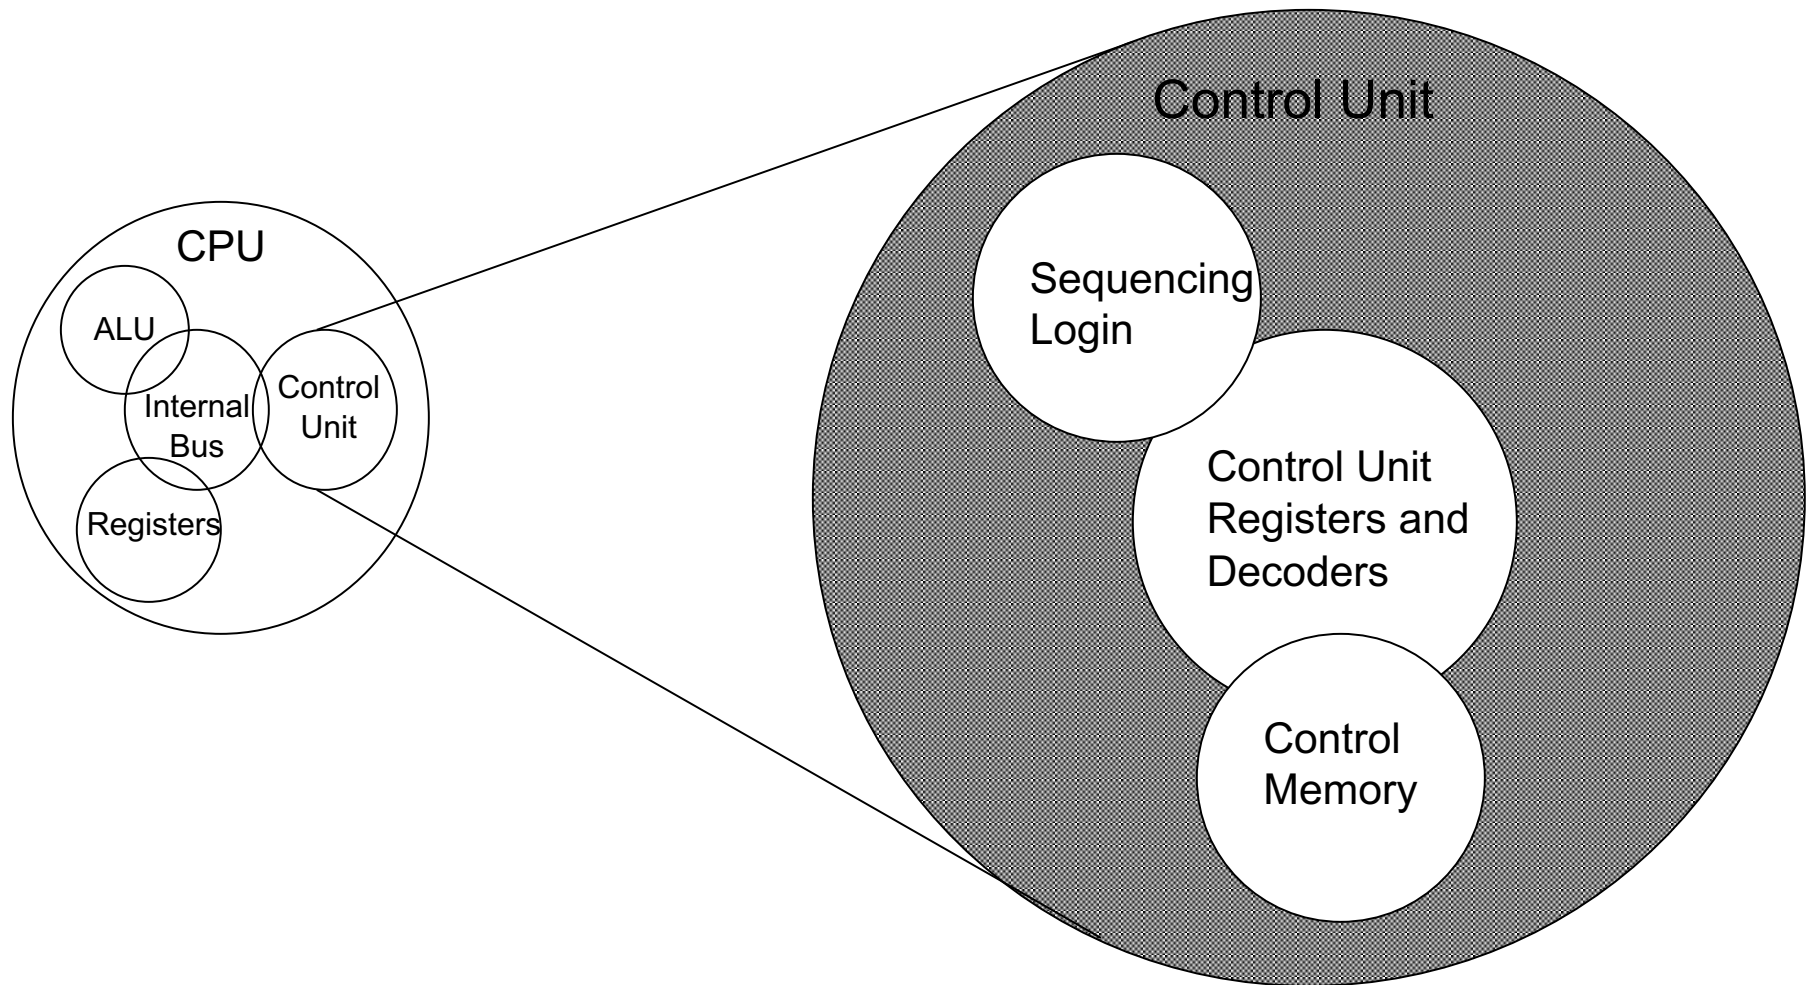 CPU
ALU
Internal
Bus
Control
Unit
Registers
Control Unit
Sequencing
Login
Control Unit
Registers and
Decoders
Control
Memory